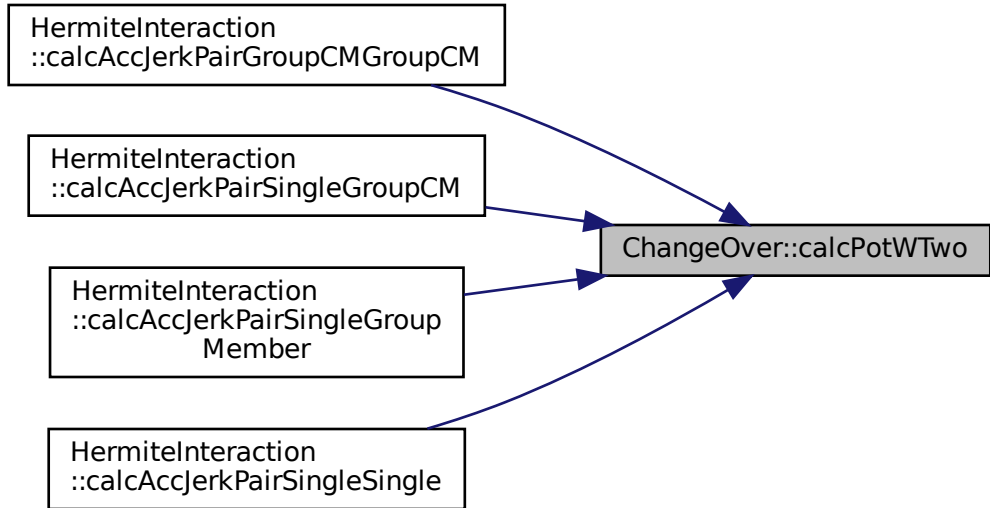 HermiteInteraction
::calcAccJerkPairGroupCMGroupCM
HermiteInteraction
::calcAccJerkPairSingleGroupCM
ChangeOver::calcPotWTwo
HermiteInteraction
::calcAccJerkPairSingleGroup
Member
HermiteInteraction
::calcAccJerkPairSingleSingle